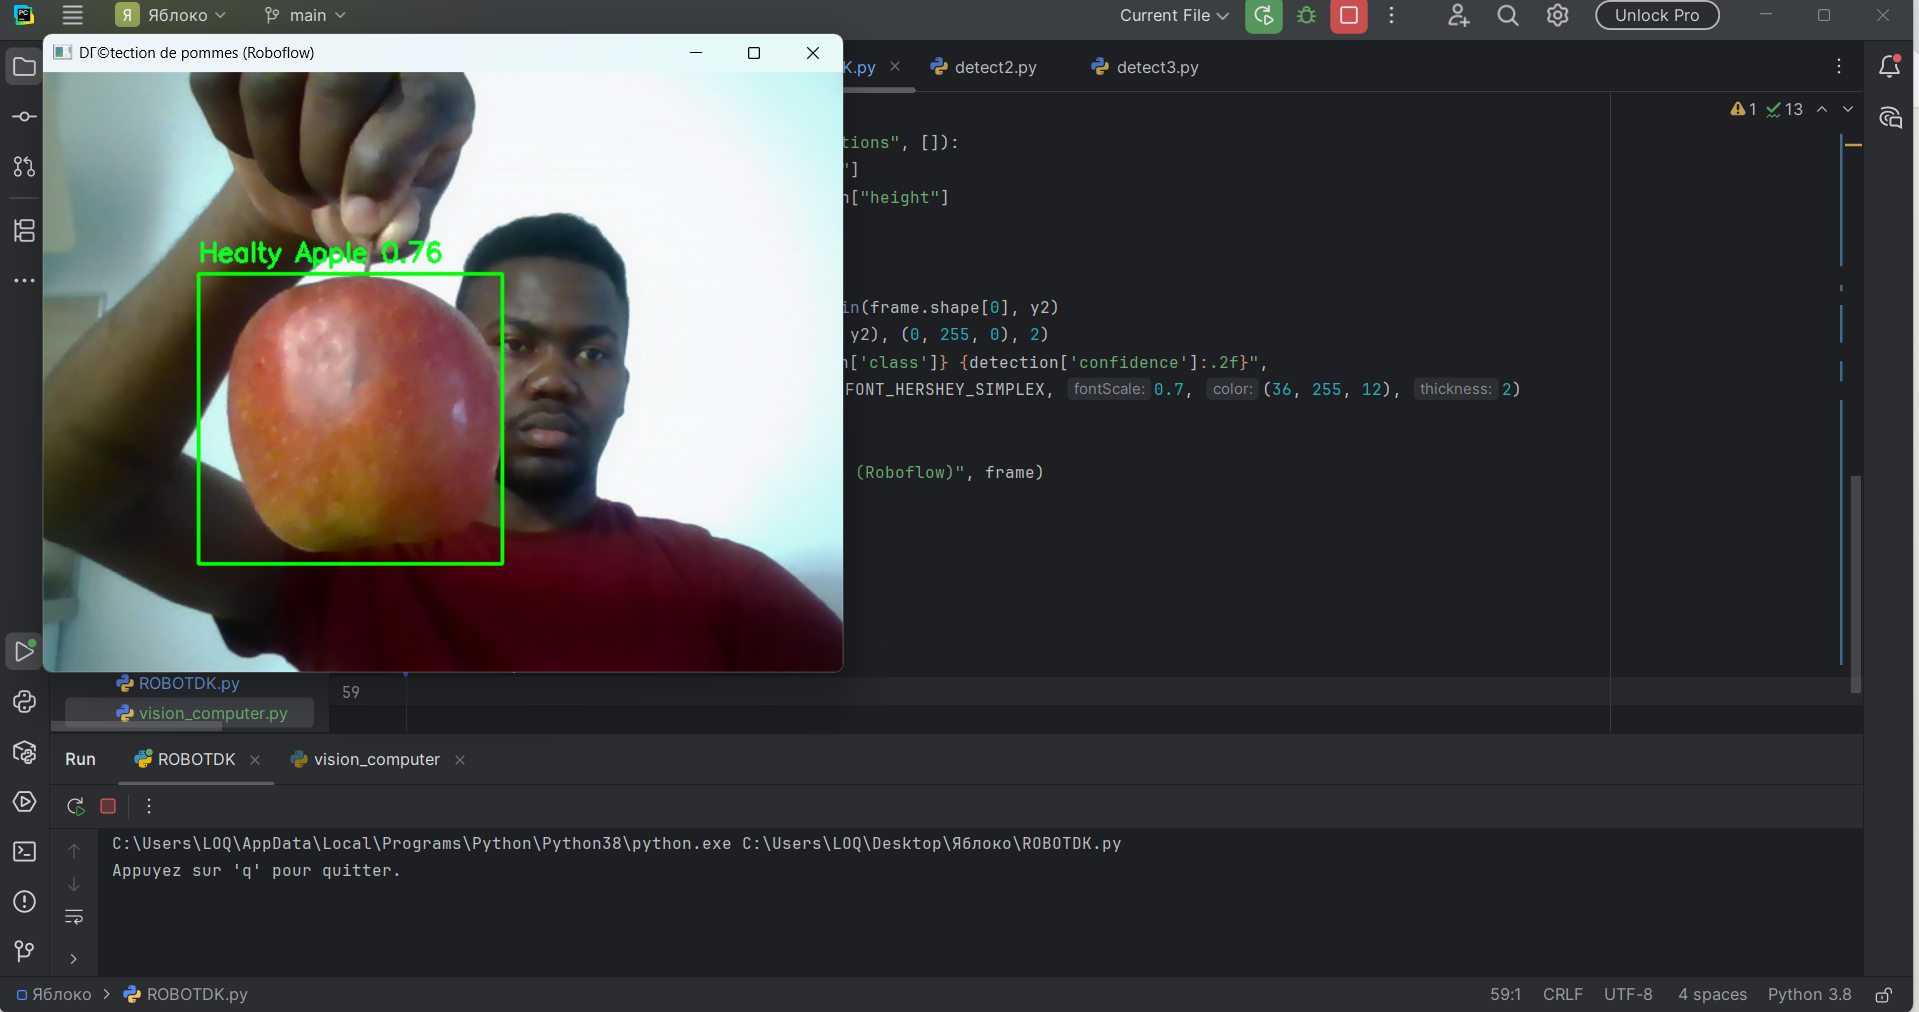 Я Яблоко main Current File Unlock Pro
DГ©tection de pommes (Roboflow)
K.py detect2.py detect3.py
1 13
tions", []):
"]
n["height"]
in(frame.shape[0], y2)
y2), (0, 255, 0), 2)
n['class']} {detection['confidence']:.2f}",
FONT_HERSHEY_SIMPLEX, fontScale: 0.7, color: (36, 255, 12), thickness: 2)
(Roboflow)", frame)
Healty Apple 0.76
ROBOTDK.py
59
vision_computer.py
Run ROBOTDK vision_computer
C:\Users\LOQ\AppData\Local\Programs\Python\Python38\python.exe C:\Users\LOQ\Desktop\Яблоко\ROBOTDK.py
Appuyez sur 'q' pour quitter.
Яблоко > ROBOTDK.py 59:1 CRLF UTF-8 4 spaces Python 3.8